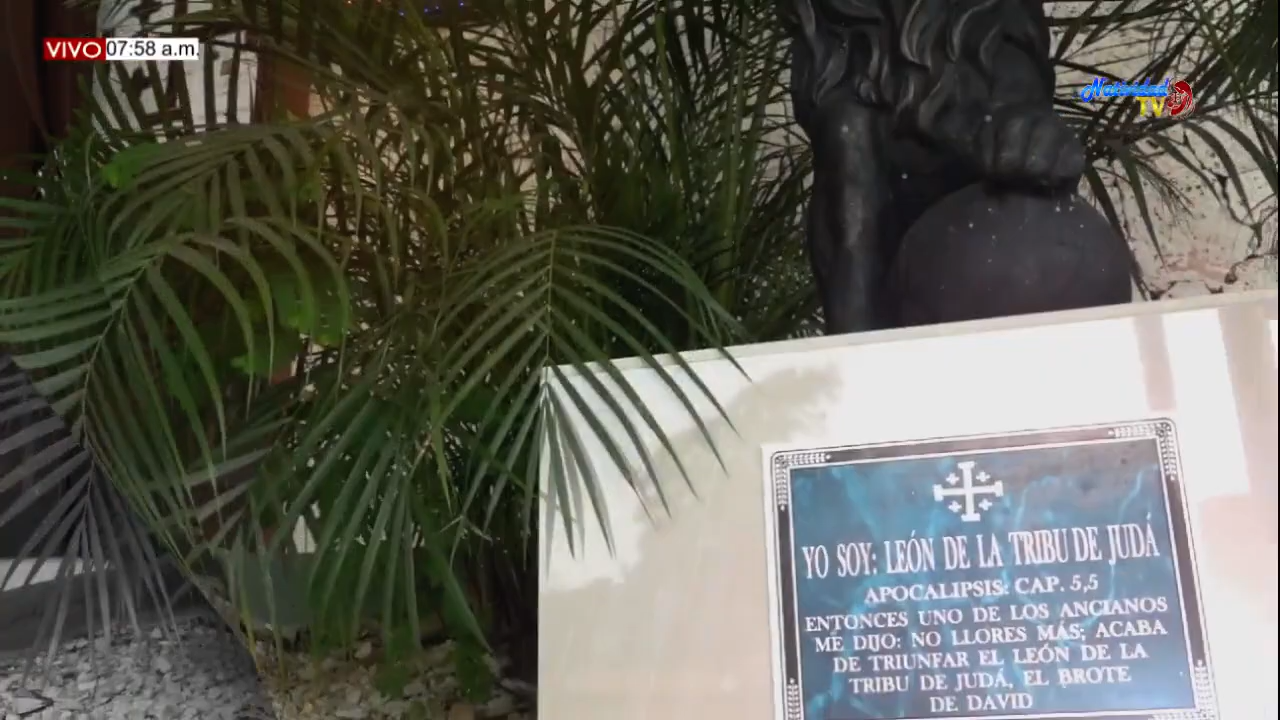 VIVO 07:58 a.m.
Natividad
TV
YO SOY: LEÓN DE LA TRIBU DE JUDÁ
APOCALIPSIS: CAP. 5,5
ENTONCES UNO DE LOS ANCIANOS
ME DIJO: NO LLORES MÁS; ACABA
DE TRIUNFAR EL LEÓN DE LA
TRIBU DE JUDÁ, EL BROTE
DE DAVID